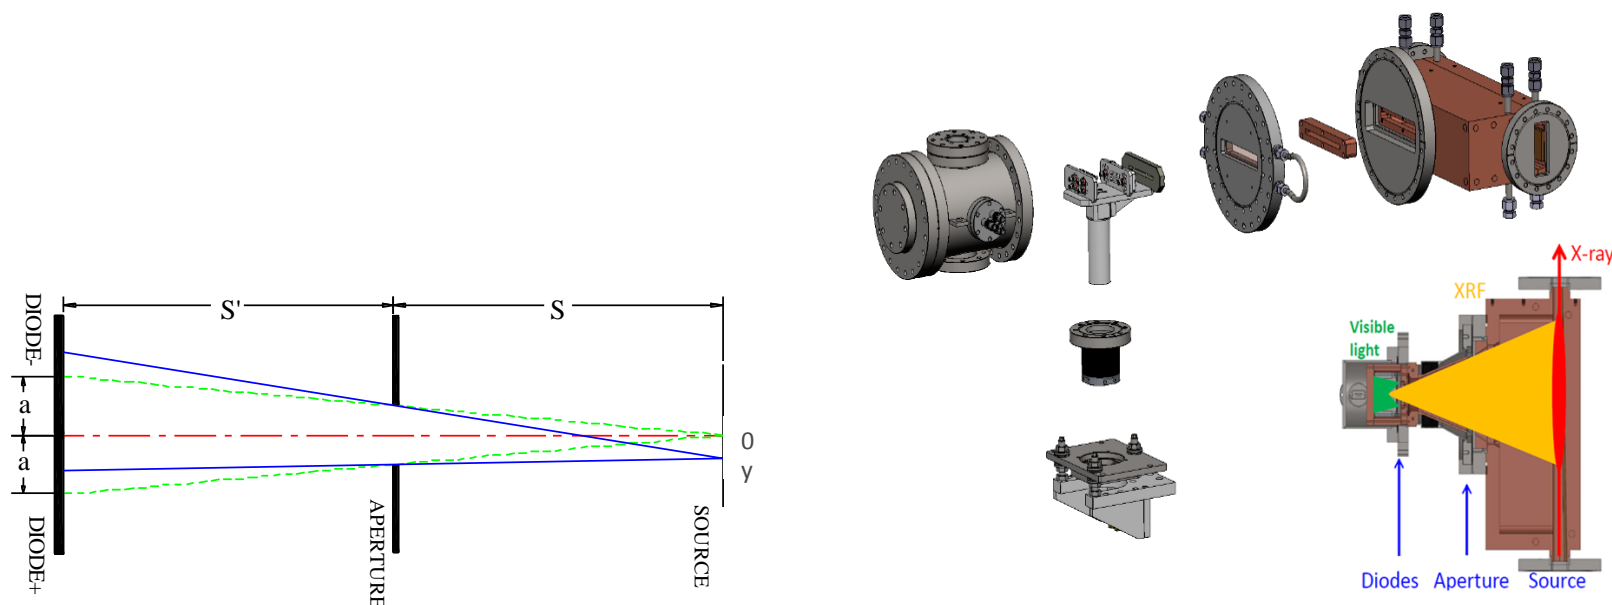 S'
S
DIODE-
a
a
0
y
DIODE+
APERTURE
SOURCE
X-ray
XRF
Visible
light
Diodes
Aperture
Source